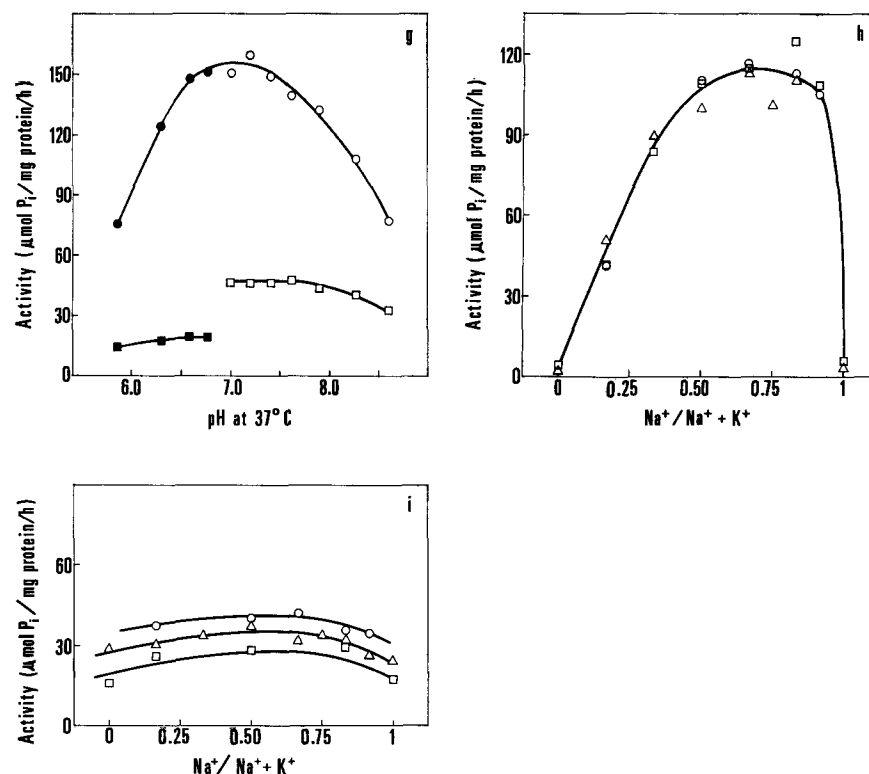 g
150
120
90
60
30
0
Activity (μmol Pi/mg protein/h)
6.0 7.0 8.0
pH at 37°C
h
120
90
60
30
0
Activity (μmol Pi/mg protein/h)
0 0.25 0.50 0.75 1
Na⁺/Na⁺ + K⁺
i
60
30
0
Activity (μmol Pi/mg protein/h)
0 0.25 0.50 0.75 1
Na⁺/ Na⁺ + K⁺